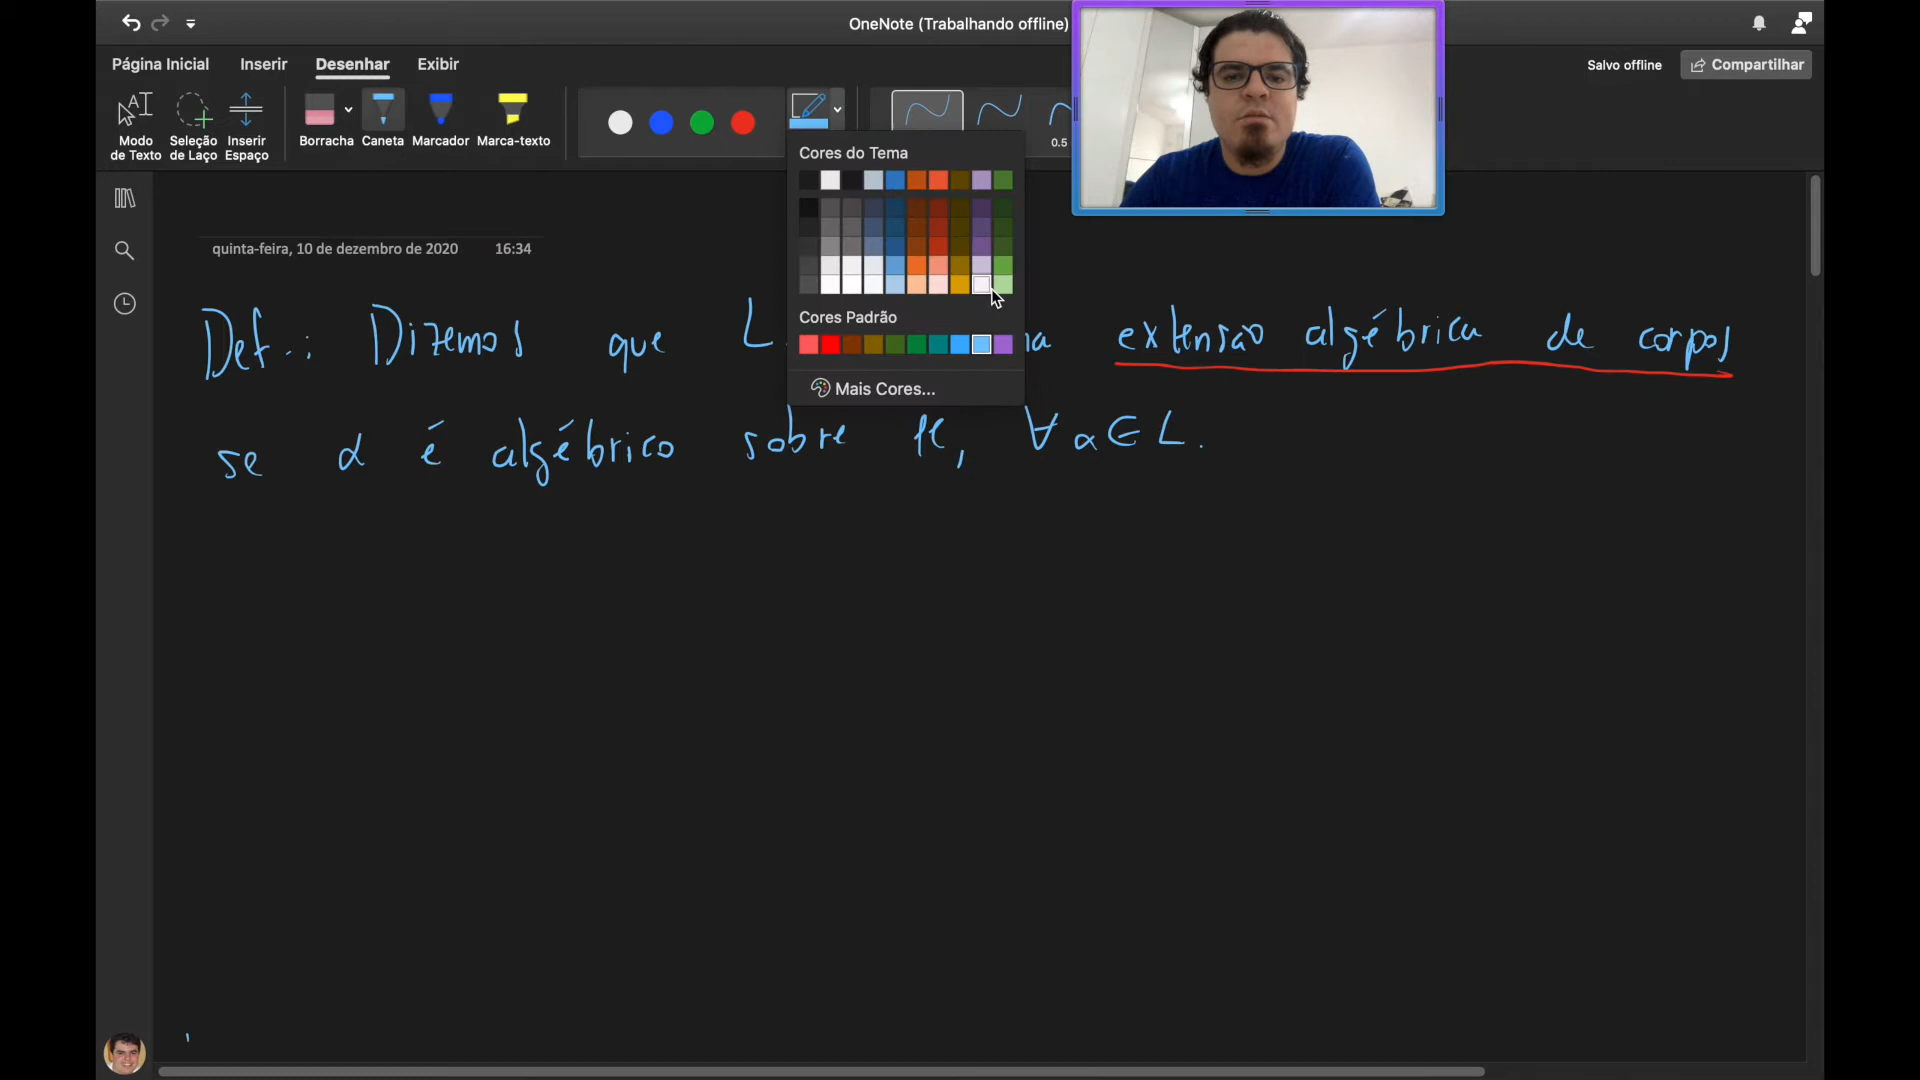 OneNote (Trabalhando offline)
Página Inicial Inserir Desenhar Exibir
Salvo offline Compartilhar
Modo de Texto
Seleção de Laço
Inserir Espaço
Borracha Caneta Marcador Marca-texto
0.5
Cores do Tema
Cores Padrão
Mais Cores...
quinta-feira, 10 de dezembro de 2020 16:34
Def.: Dizemos que L extensão algébrica de corpos
se α é algébrico sobre K, ∀ α ∈ L.